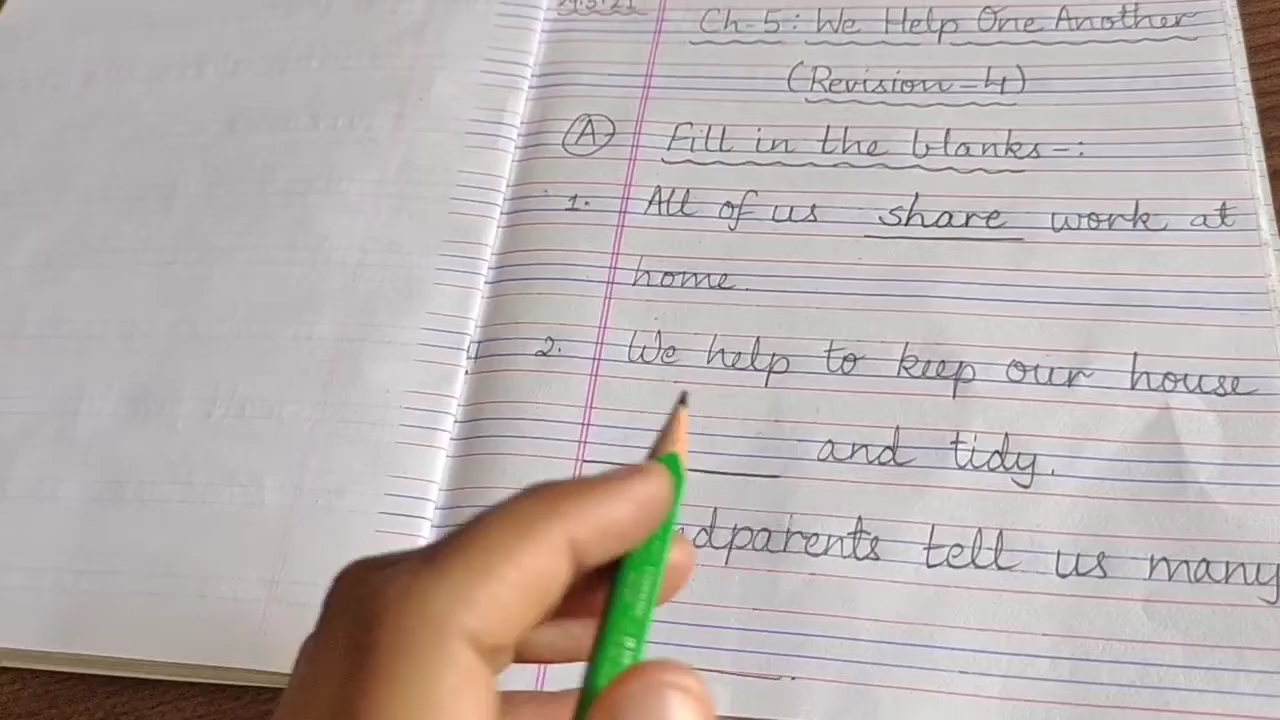 Ch-5: We Help One Another
(Revision-4)
A Fill in the blanks-:
1. All of us share work at
home.
2. We help to keep our house
and tidy.
tell us many